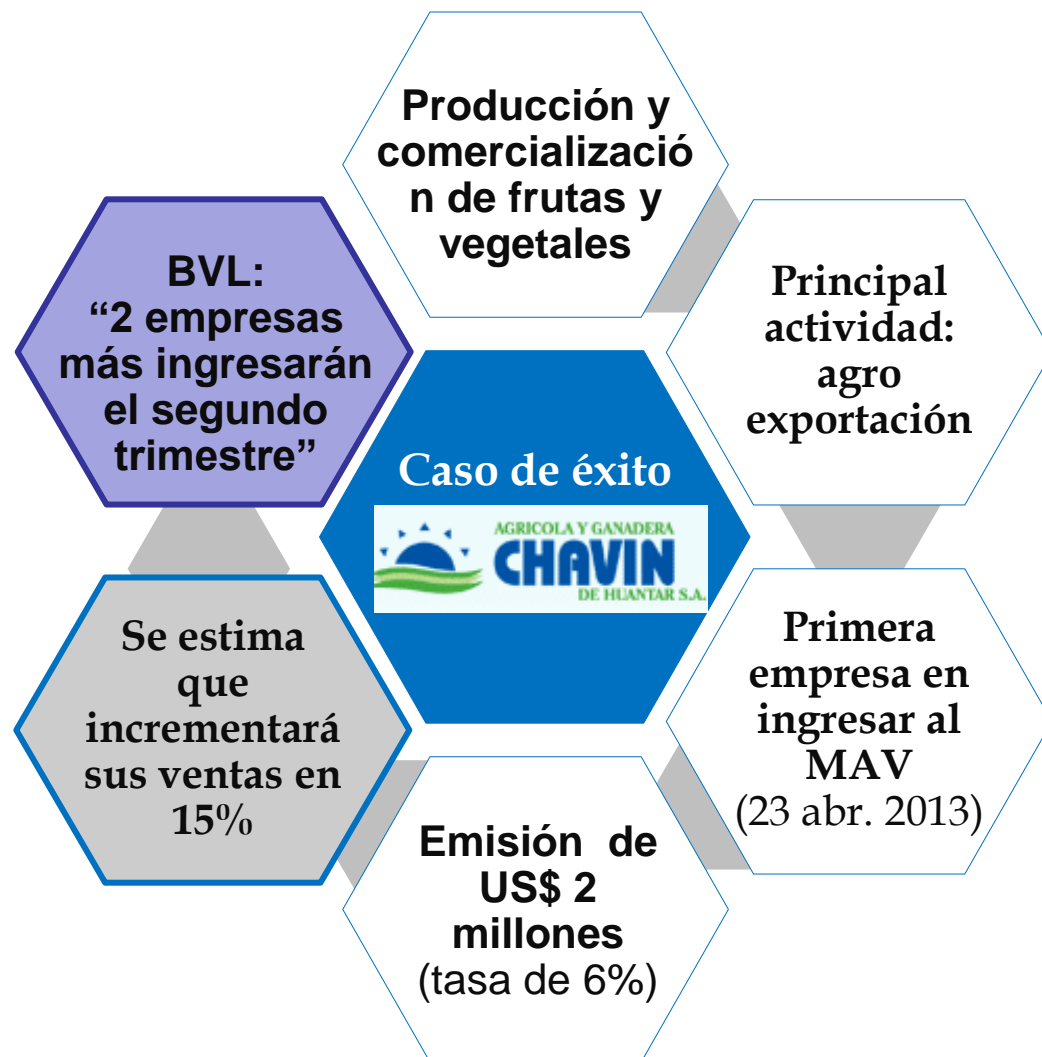 Producción y
comercializació
n de frutas y
vegetales
Principal
actividad:
agro
exportación
Primera
empresa en
ingresar al
MAV
(23 abr. 2013)
Emisión de
US$ 2
millones
(tasa de 6%)
Se estima
que
incrementará
sus ventas en
15%
BVL:
“2 empresas
más ingresarán
el segundo
trimestre”
Caso de éxito
AGRICOLA Y GANADERA
CHAVIN
DE HUANTAR S.A.